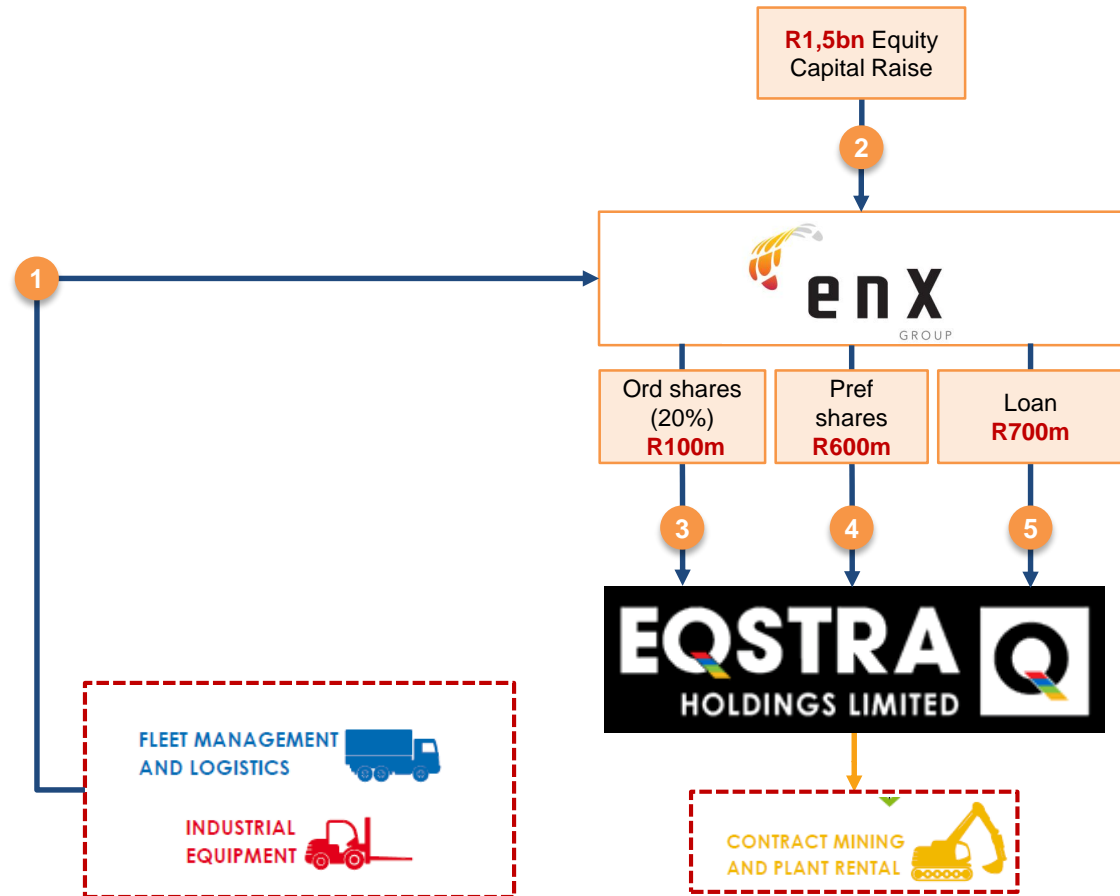 R1,5bn Equity
Capital Raise
2
1
enX
GROUP
Ord shares
(20%)
R100m
Pref
shares
R600m
Loan
R700m
3
4
5
EQSTRA Q
HOLDINGS LIMITED
FLEET MANAGEMENT
AND LOGISTICS
INDUSTRIAL
EQUIPMENT
CONTRACT MINING
AND PLANT RENTAL